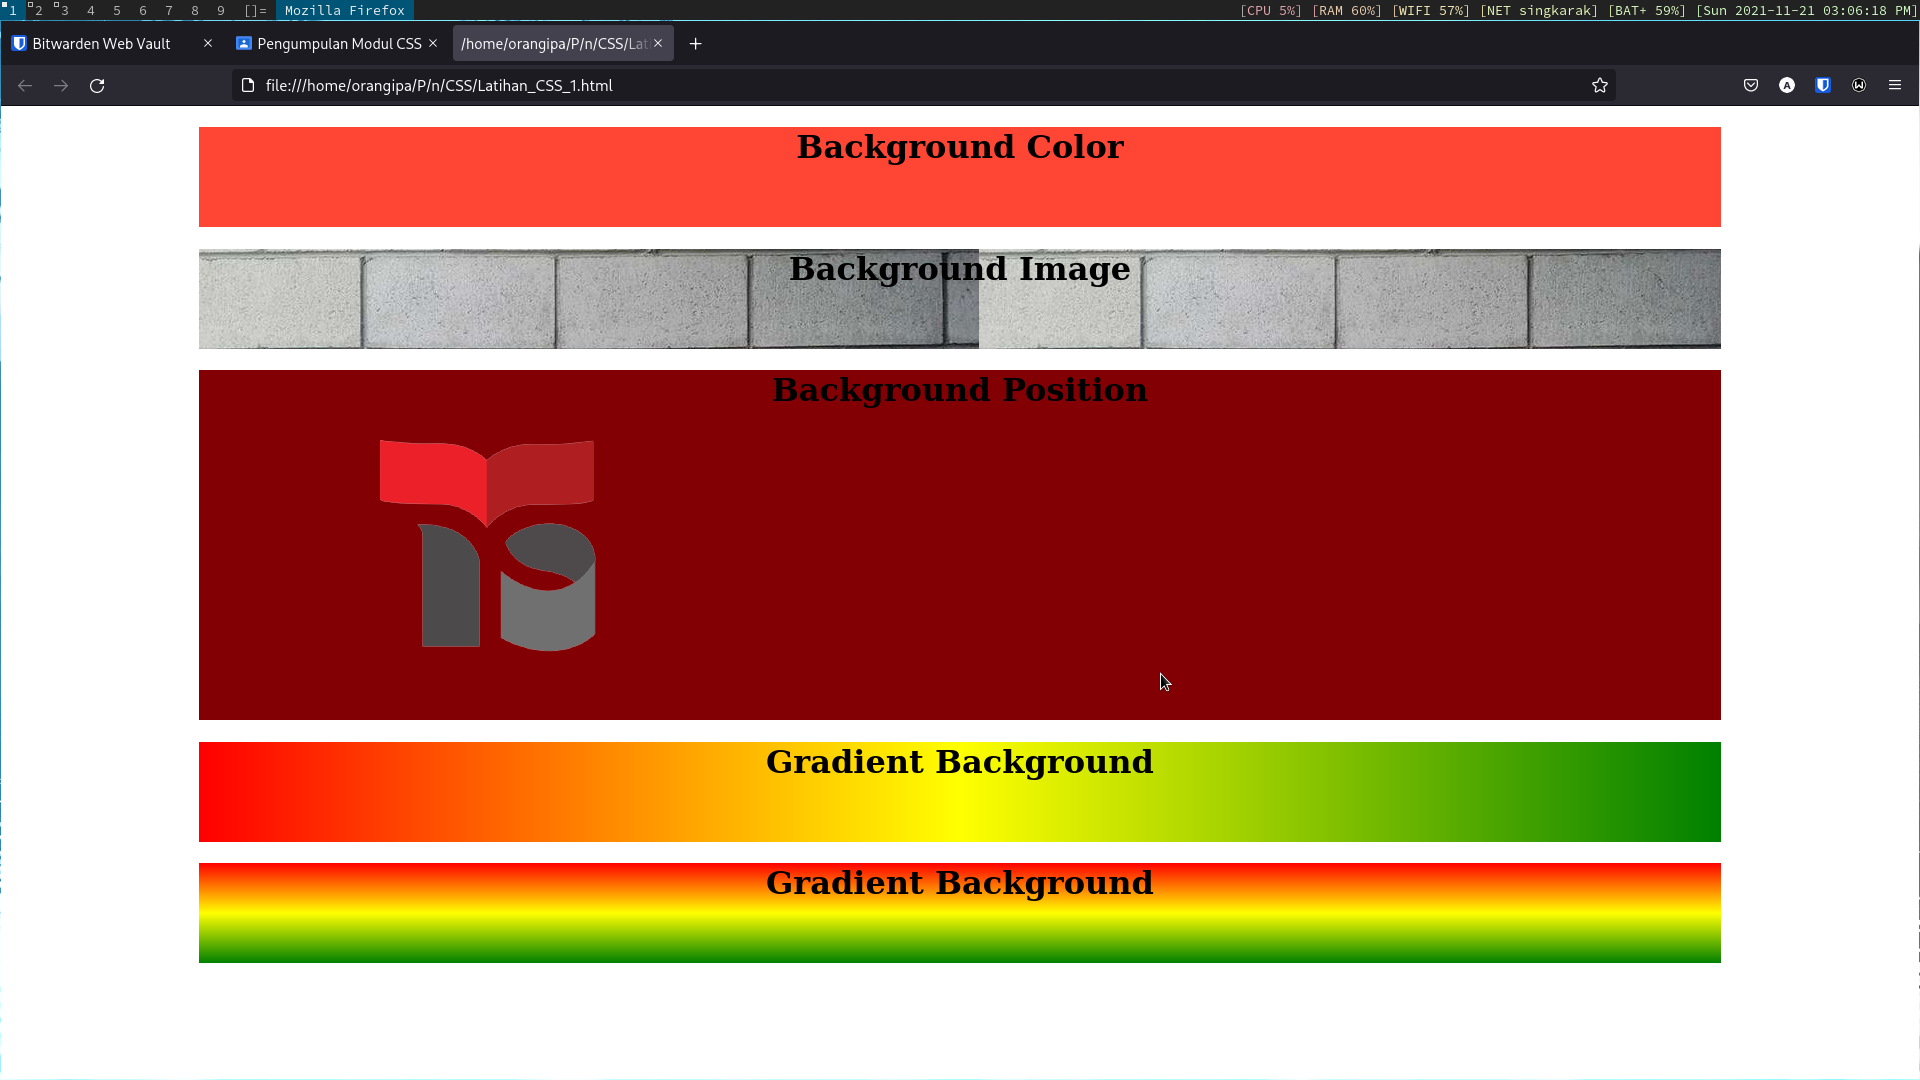 1 2 3 4 5 6 7 8 9 []= Mozilla Firefox [CPU 5%] [RAM 60%] [WIFI 57%] [NET singkarak] [BAT+ 59%] [Sun 2021-11-21 03:06:18 PM]
Bitwarden Web Vault Pengumpulan Modul CSS /home/orangipa/P/n/CSS/Lat
file:///home/orangipa/P/n/CSS/Latihan_CSS_1.html
Background Color
Background Image
Background Position
Gradient Background
Gradient Background